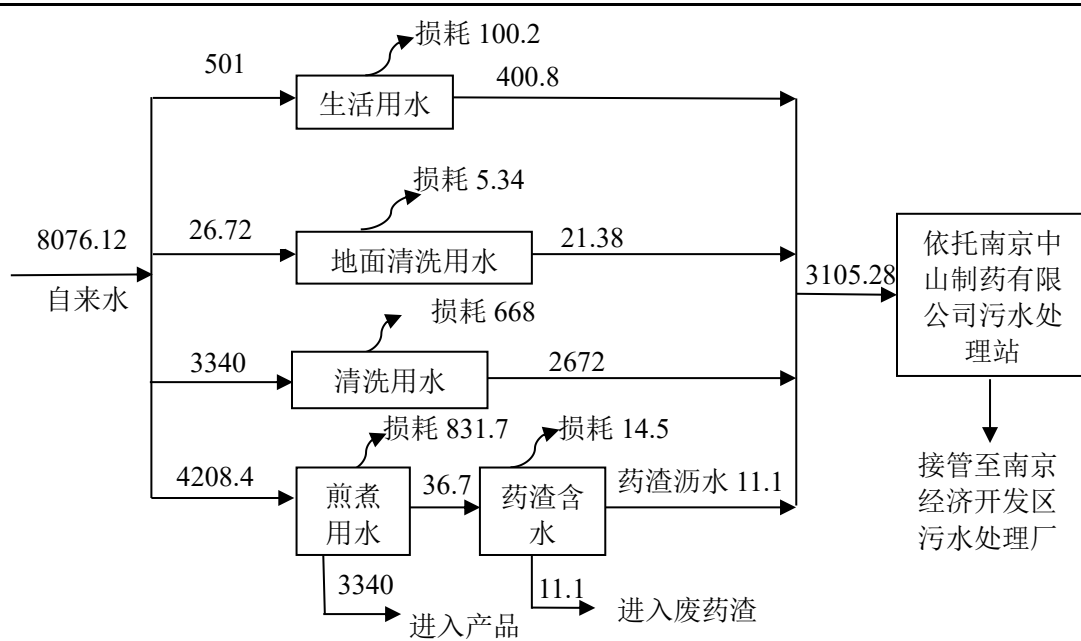 损耗 100.2
501
400.8
生活用水
损耗 5.34
8076.12
26.72
21.38
地面清洗用水
自来水
3105.28
依托南京中
山制药有限
公司污水处
理站
损耗 668
3340
2672
清洗用水
损耗 831.7
损耗 14.5
4208.4
36.7
药渣沥水 11.1
煎煮
用水
药渣含
水
接管至南京
经济开发区
污水处理厂
3340
11.1
进入产品
进入废药渣